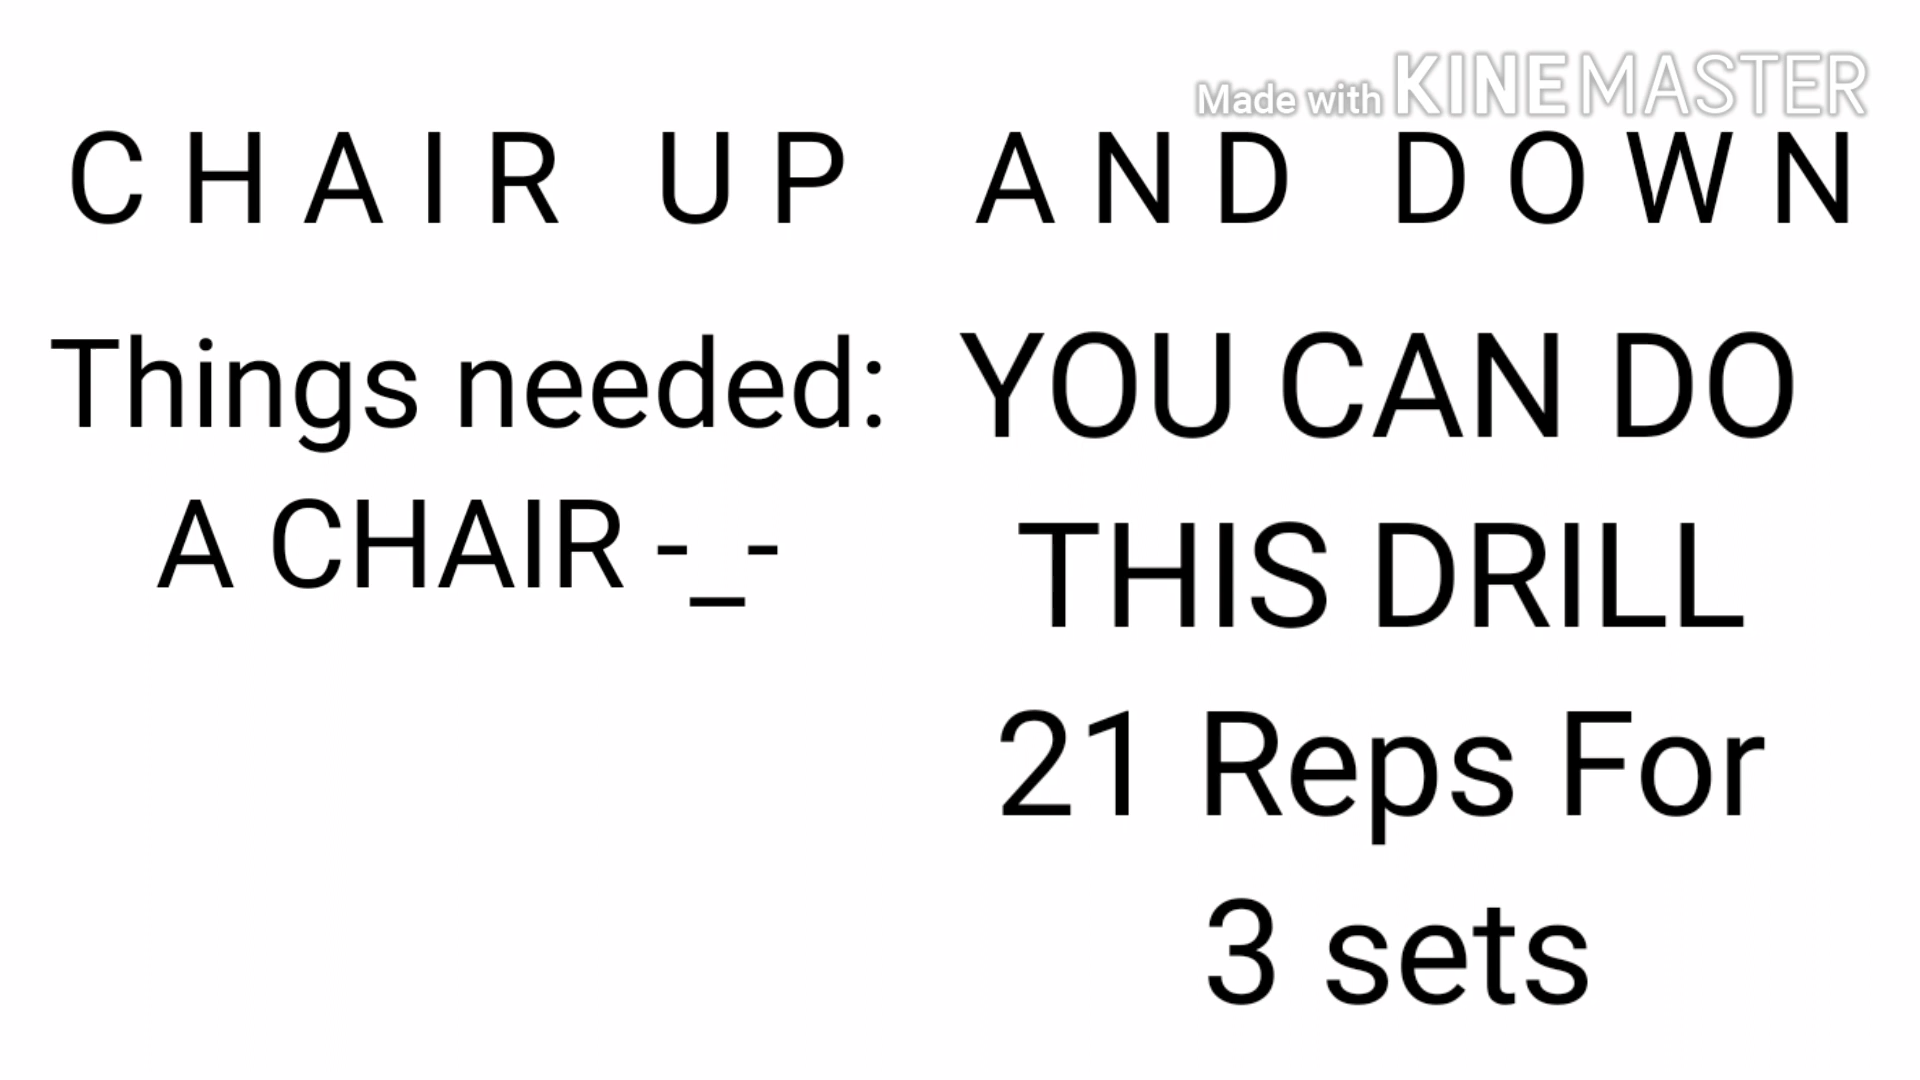 Made with KINEMASTER
CHAIR UP AND DOWN
Things needed:
A CHAIR -_-
YOU CAN DO
THIS DRILL
21 Reps For
3 sets